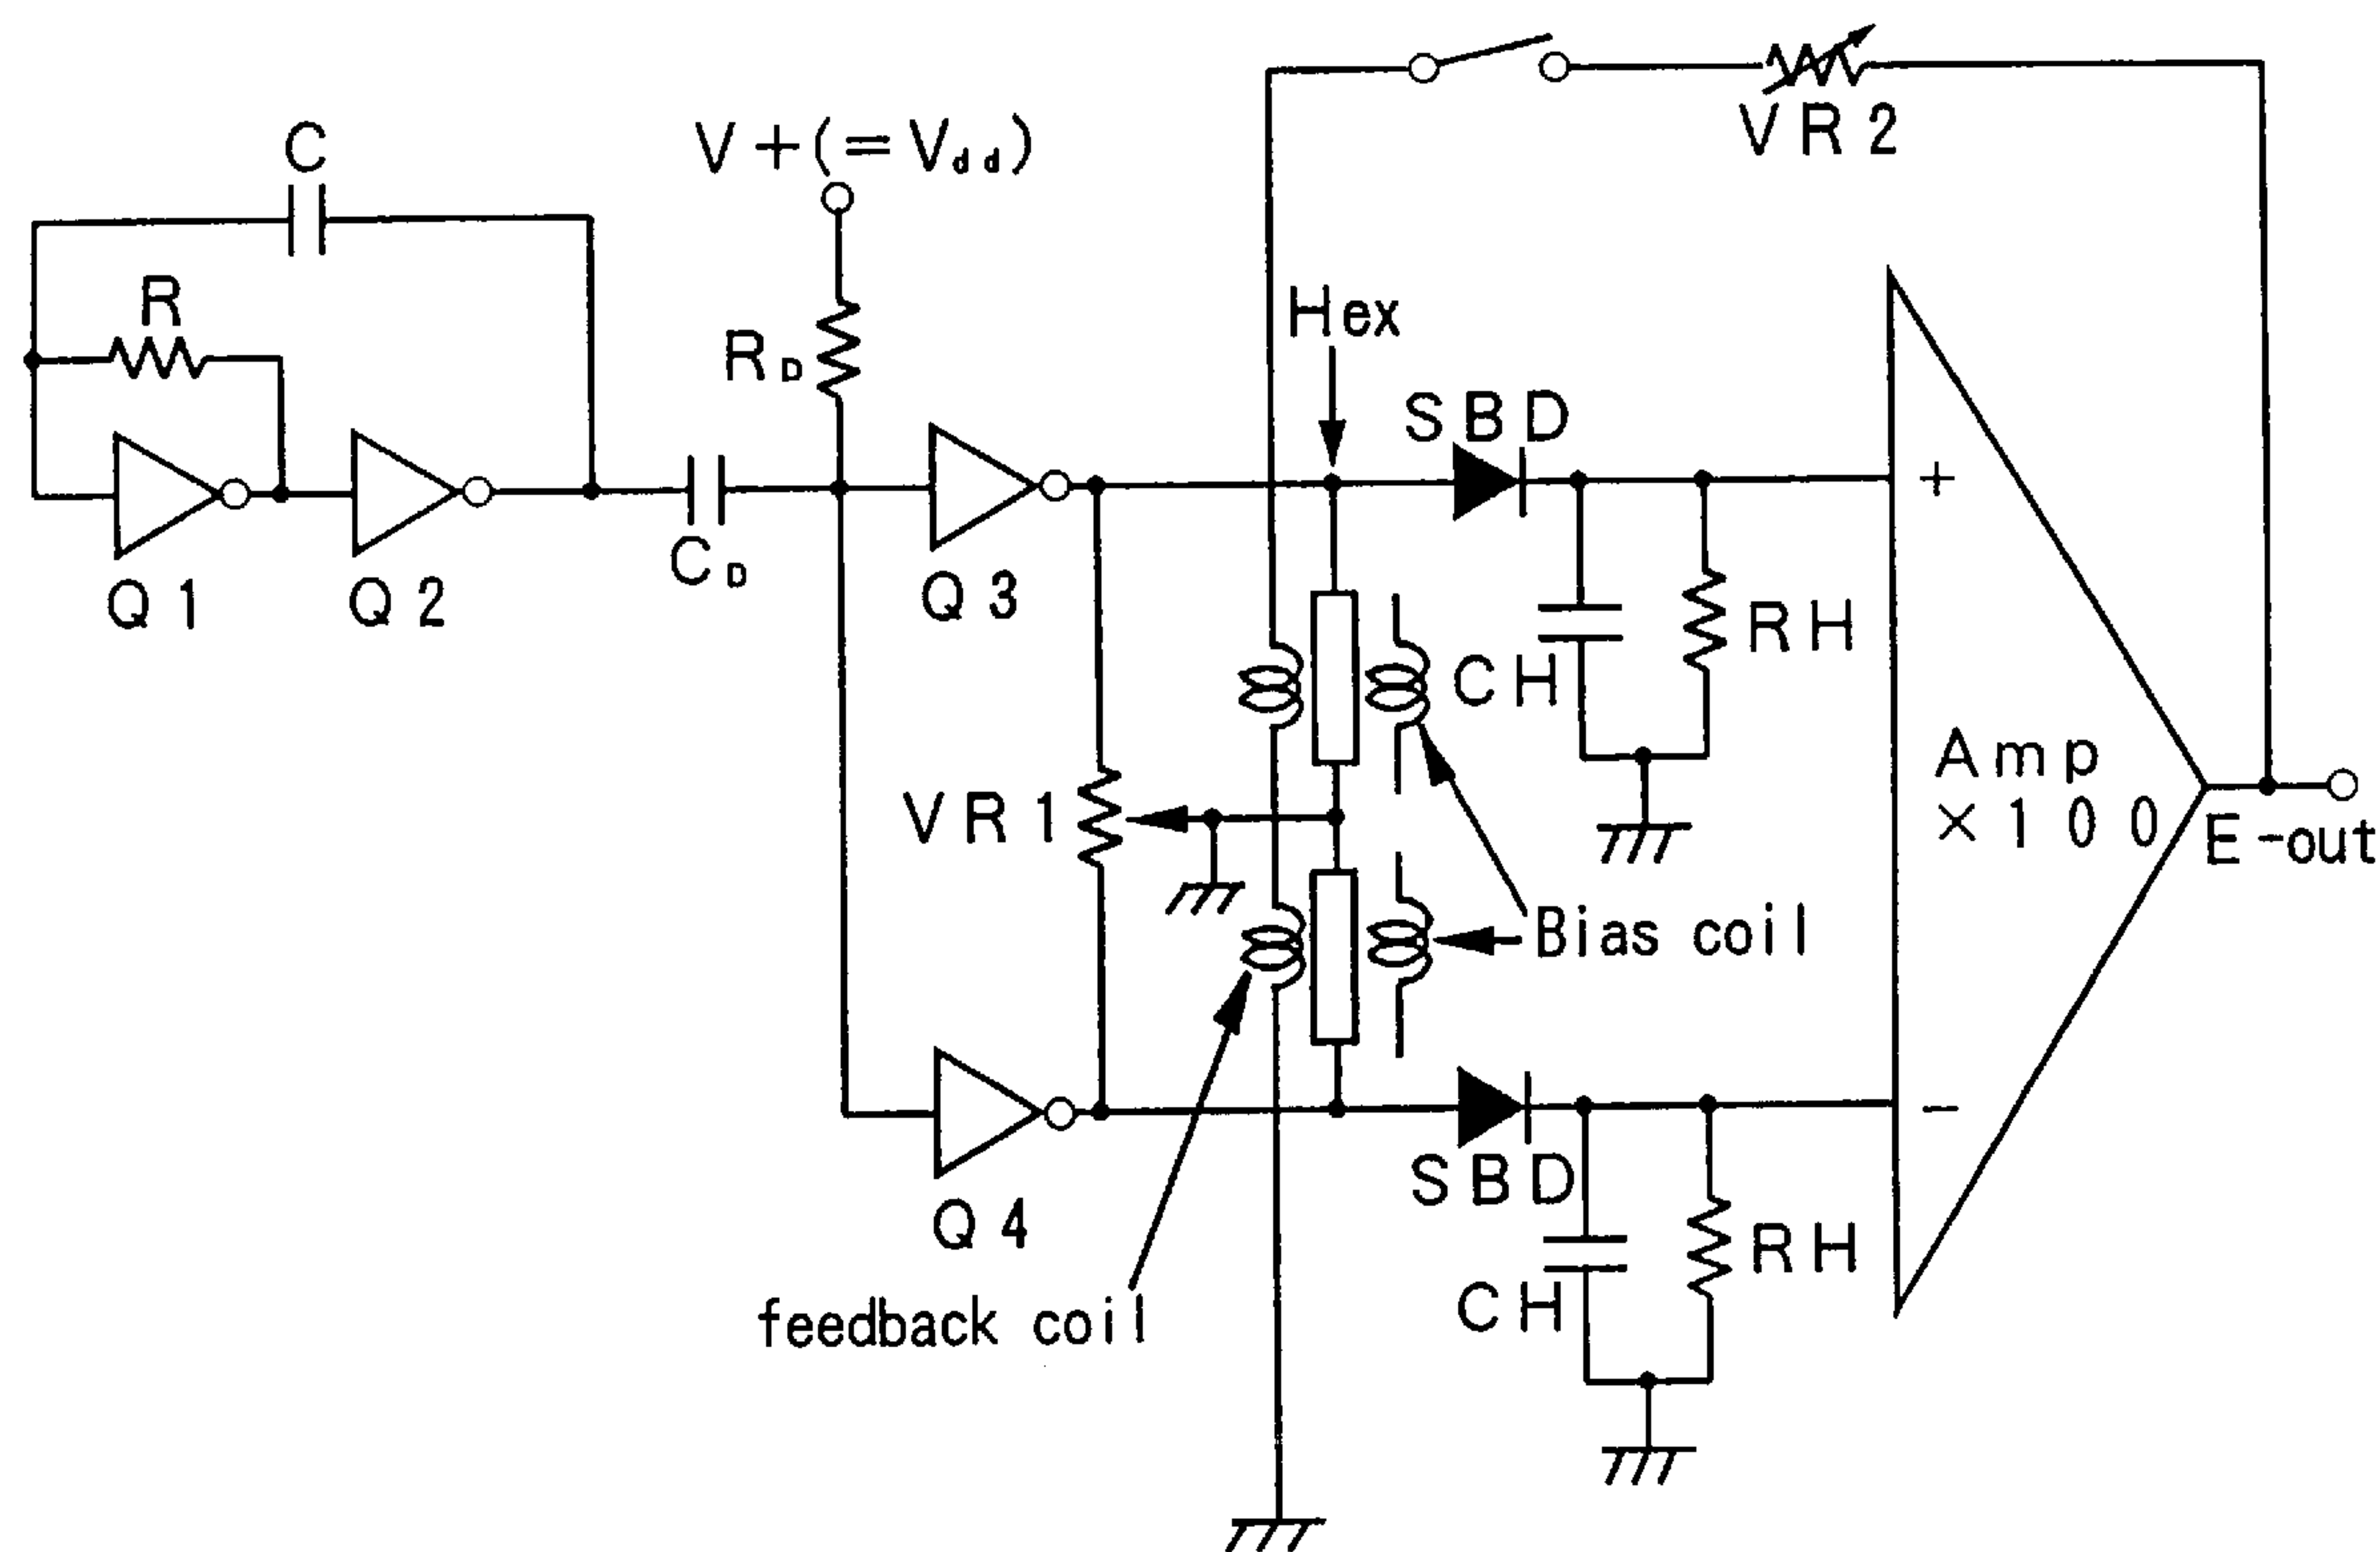 C
V+(=Vdd)
VR2
R
RD
Hex
SBD
+
Q1
Q2
CD
Q3
CH
RH
VR1
Amp
×100
E-out
Bias coil
−
SBD
Q4
CH
RH
feedback coil